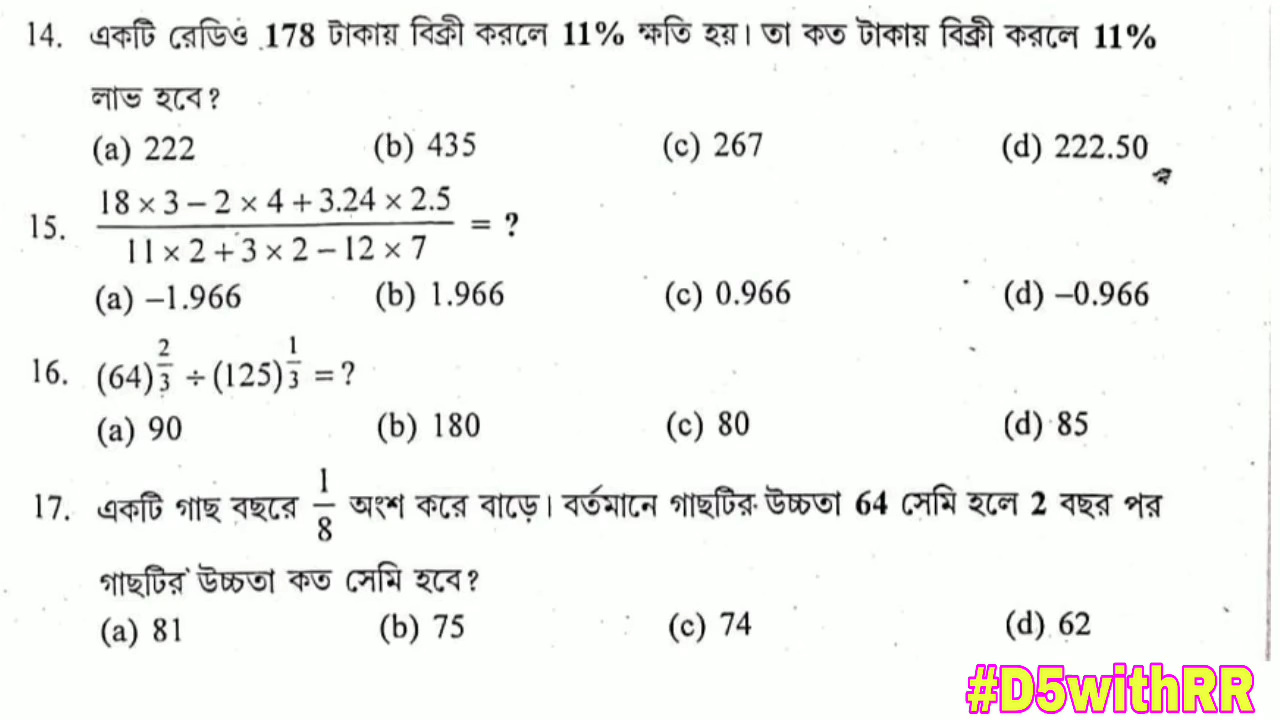 14. একটি রেডিও 178 টাকায় বিক্রী করলে 11% ক্ষতি হয়। তা কত টাকায় বিক্রী করলে 11%
লাভ হবে?
(a) 222 (b) 435 (c) 267 (d) 222.50
15. \frac{18 × 3 – 2 × 4 + 3.24 × 2.5}{11 × 2 + 3 × 2 – 12 × 7} = ?
(a) –1.966 (b) 1.966 (c) 0.966 (d) –0.966
16. (64)^{\frac{2}{3}} ÷ (125)^{\frac{1}{3}} = ?
(a) 90 (b) 180 (c) 80 (d) 85
17. একটি গাছ বছরে \frac{1}{8} অংশ করে বাড়ে। বর্তমানে গাছটির উচ্চতা 64 সেমি হলে 2 বছর পর
গাছটির উচ্চতা কত সেমি হবে?
(a) 81 (b) 75 (c) 74 (d) 62
#D5withRR